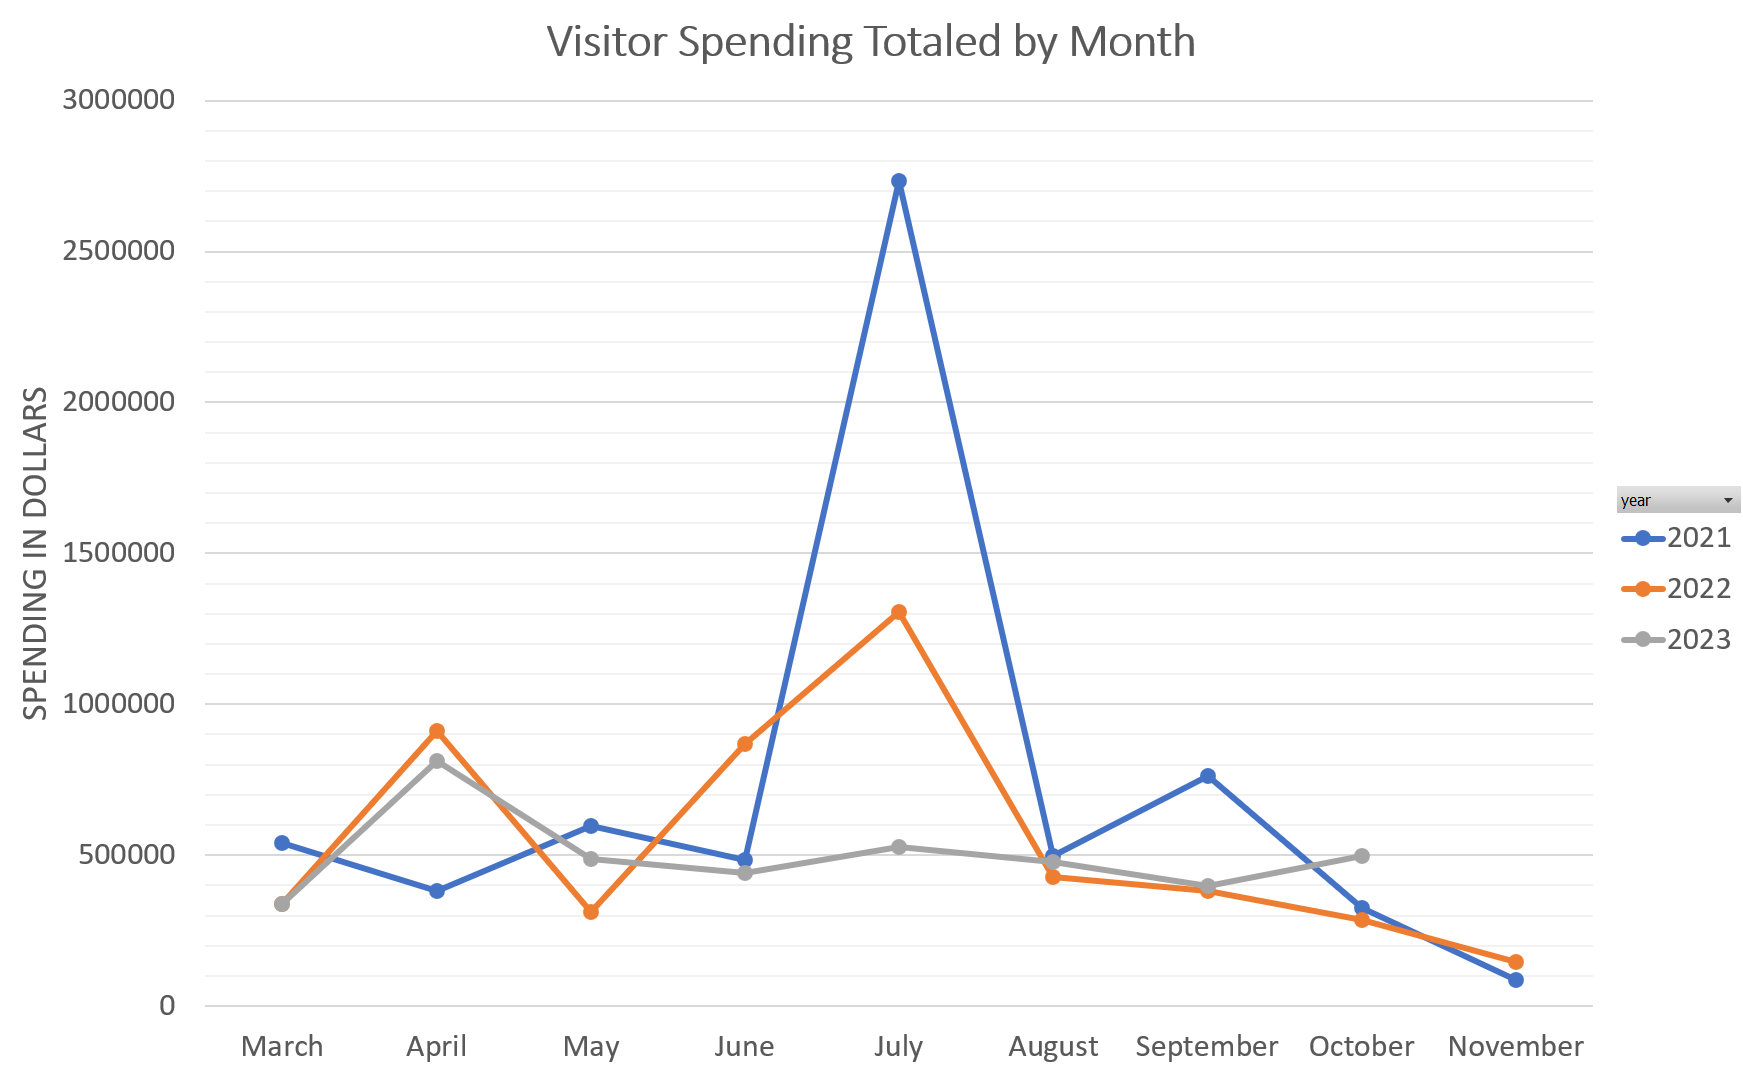 Visitor Spending Totaled by Month
3000000
2500000
2000000
1500000
1000000
500000
0
SPENDING IN DOLLARS
March April May June July August September October November
year
2021
2022
2023